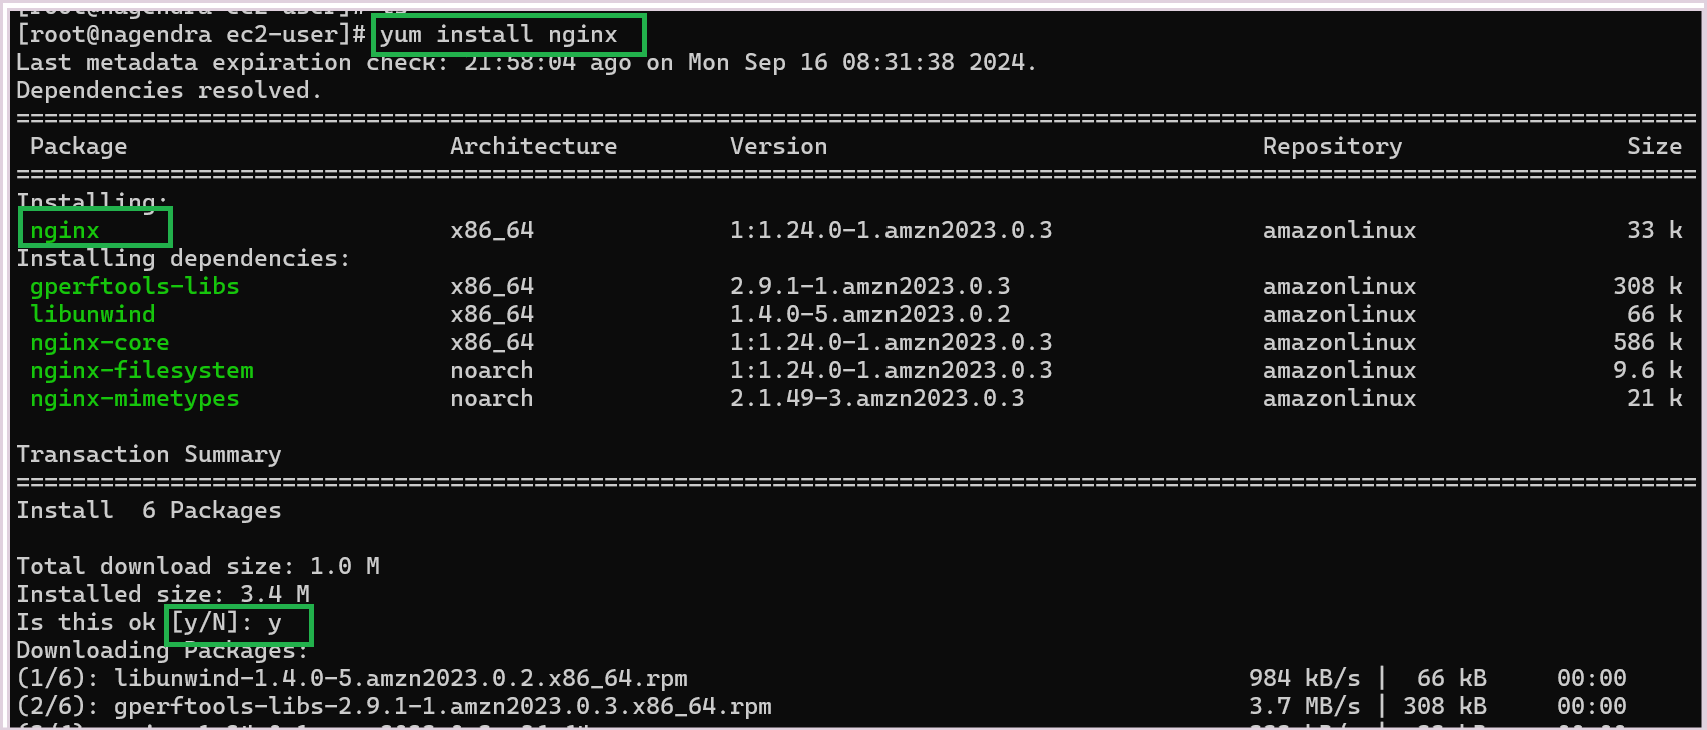 [root@nagendra ec2-user]# ls
[root@nagendra ec2-user]# yum install nginx
Last metadata expiration check: 21:58:04 ago on Mon Sep 16 08:31:38 2024.
Dependencies resolved.
================================================================================
Package Architecture Version Repository Size
================================================================================
Installing:
nginx x86_64 1:1.24.0-1.amzn2023.0.3 amazonlinux 33 k
Installing dependencies:
gperftools-libs x86_64 2.9.1-1.amzn2023.0.3 amazonlinux 308 k
libunwind x86_64 1.4.0-5.amzn2023.0.2 amazonlinux 66 k
nginx-core x86_64 1:1.24.0-1.amzn2023.0.3 amazonlinux 586 k
nginx-filesystem noarch 1:1.24.0-1.amzn2023.0.3 amazonlinux 9.6 k
nginx-mimetypes noarch 2.1.49-3.amzn2023.0.3 amazonlinux 21 k
Transaction Summary
================================================================================
Install 6 Packages
Total download size: 1.0 M
Installed size: 3.4 M
Is this ok [y/N]: y
Downloading Packages:
(1/6): libunwind-1.4.0-5.amzn2023.0.2.x86_64.rpm 984 kB/s | 66 kB 00:00
(2/6): gperftools-libs-2.9.1-1.amzn2023.0.3.x86_64.rpm 3.7 MB/s | 308 kB 00:00